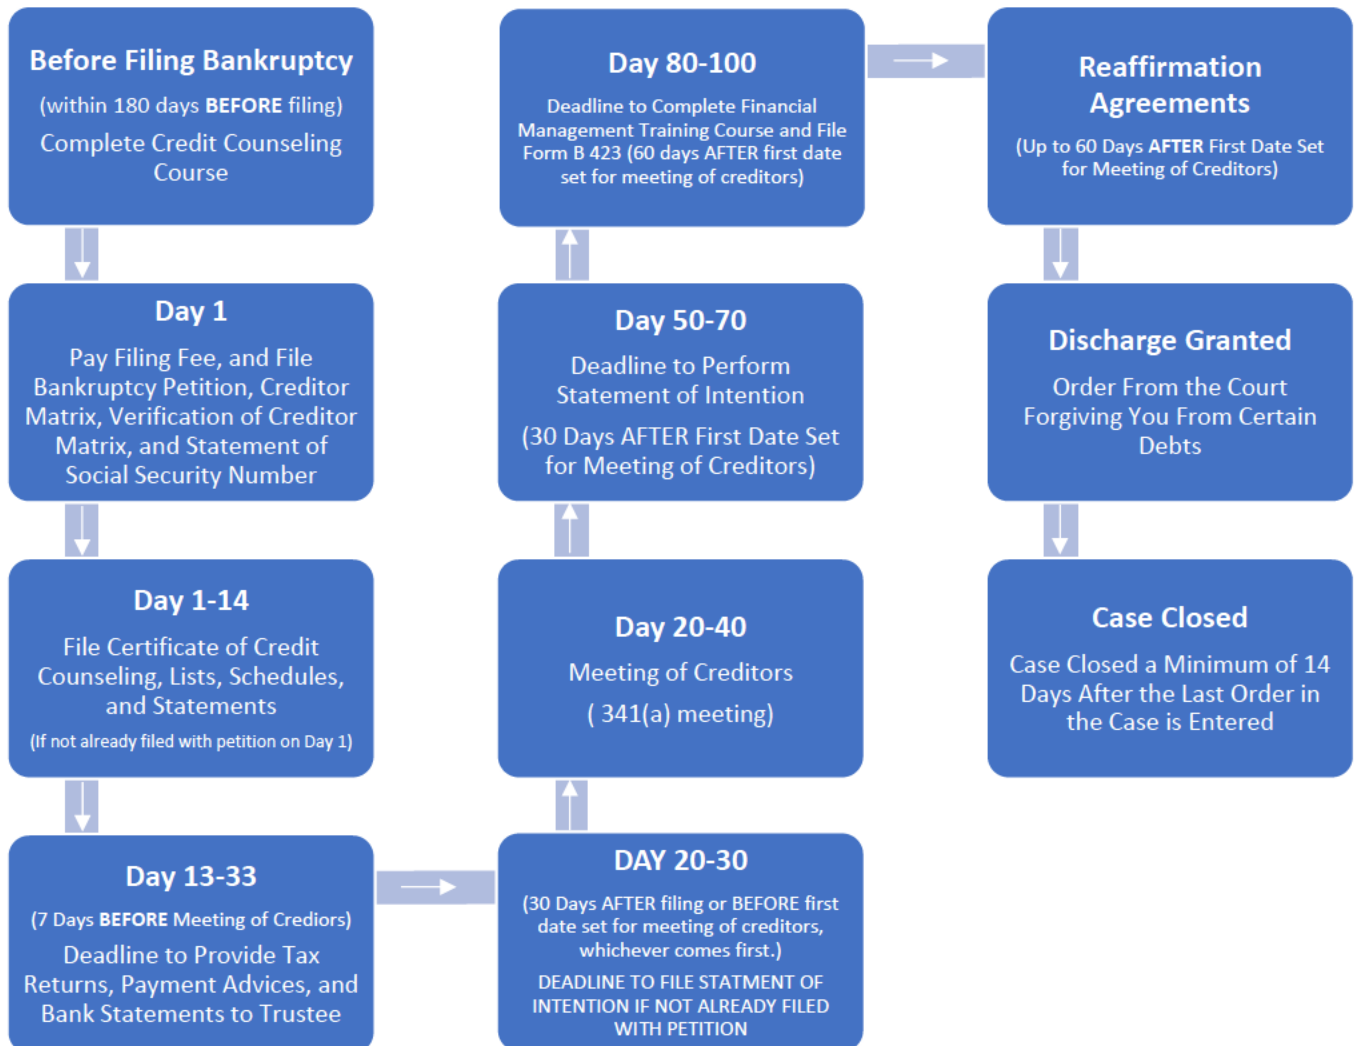 Before Filing Bankruptcy
(within 180 days BEFORE filing)
Complete Credit Counseling
Course
Day 1
Pay Filing Fee, and File
Bankruptcy Petition, Creditor
Matrix, Verification of Creditor
Matrix, and Statement of
Social Security Number
Day 1-14
File Certificate of Credit
Counseling, Lists, Schedules,
and Statements
(If not already filed with petition on Day 1)
Day 13-33
(7 Days BEFORE Meeting of Crediors)
Deadline to Provide Tax
Returns, Payment Advices, and
Bank Statements to Trustee
DAY 20-30
(30 Days AFTER filing or BEFORE first
date set for meeting of creditors,
whichever comes first.)
DEADLINE TO FILE STATMENT OF
INTENTION IF NOT ALREADY FILED
WITH PETITION
Day 20-40
Meeting of Creditors
( 341(a) meeting)
Day 50-70
Deadline to Perform
Statement of Intention
(30 Days AFTER First Date Set
for Meeting of Creditors)
Day 80-100
Deadline to Complete Financial
Management Training Course and File
Form B 423 (60 days AFTER first date
set for meeting of creditors)
Reaffirmation
Agreements
(Up to 60 Days AFTER First Date Set
for Meeting of Creditors)
Discharge Granted
Order From the Court
Forgiving You From Certain
Debts
Case Closed
Case Closed a Minimum of 14
Days After the Last Order in
the Case is Entered